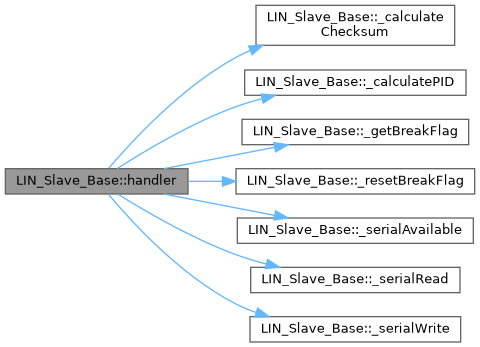 LIN_Slave_Base::_calculate
Checksum
LIN_Slave_Base::_calculatePID
LIN_Slave_Base::_getBreakFlag
LIN_Slave_Base::handler
LIN_Slave_Base::_resetBreakFlag
LIN_Slave_Base::_serialAvailable
LIN_Slave_Base::_serialRead
LIN_Slave_Base::_serialWrite